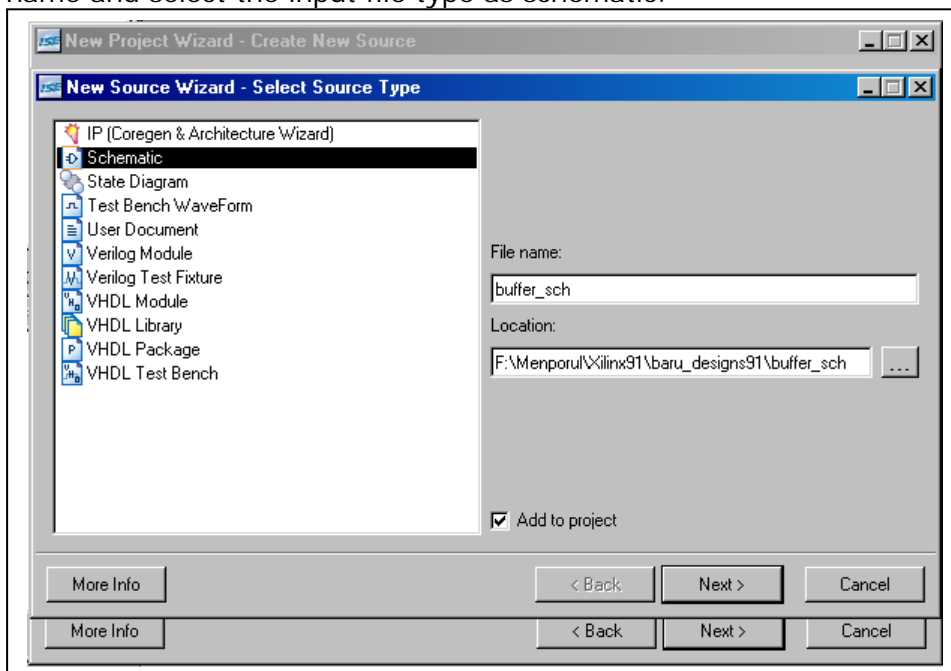 name and select the input file type as schematic.
ISE New Project Wizard - Create New Source
ISE New Source Wizard - Select Source Type
IP (Coregen & Architecture Wizard)
Schematic
State Diagram
Test Bench WaveForm
User Document
Verilog Module
Verilog Test Fixture
VHDL Module
VHDL Library
VHDL Package
VHDL Test Bench
File name:
buffer_sch
Location:
F:\Menporul\Xilinx91\baru_designs91\buffer_sch
...
Add to project
More Info
< Back
Next >
Cancel
More Info
< Back
Next >
Cancel